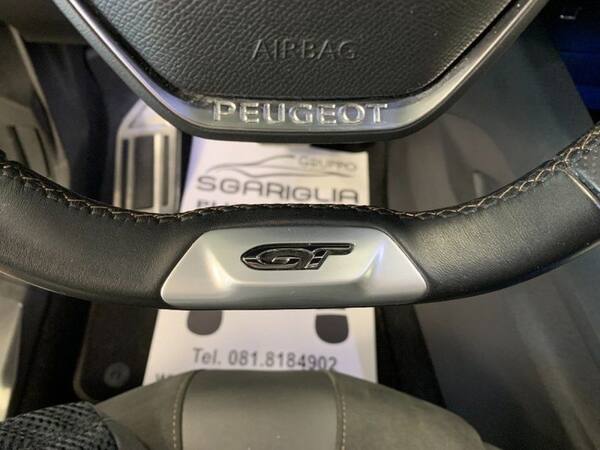 AIRBAG
PEUGEOT
GRUPPO
SGARIGLIA
GT
Tel. 081.8184902